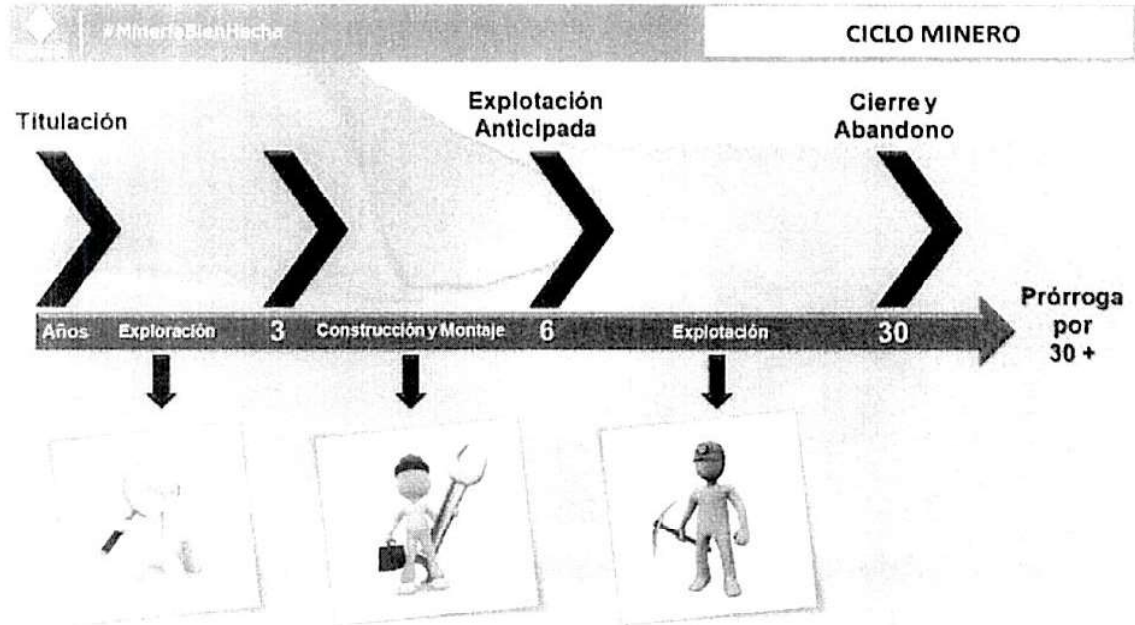 #MineríaBienHecha
CICLO MINERO
Titulación
Explotación
Anticipada
Cierre y
Abandono
Años
Exploración
3
Construcción y Montaje
6
Explotación
30
Prórroga
por
30 +